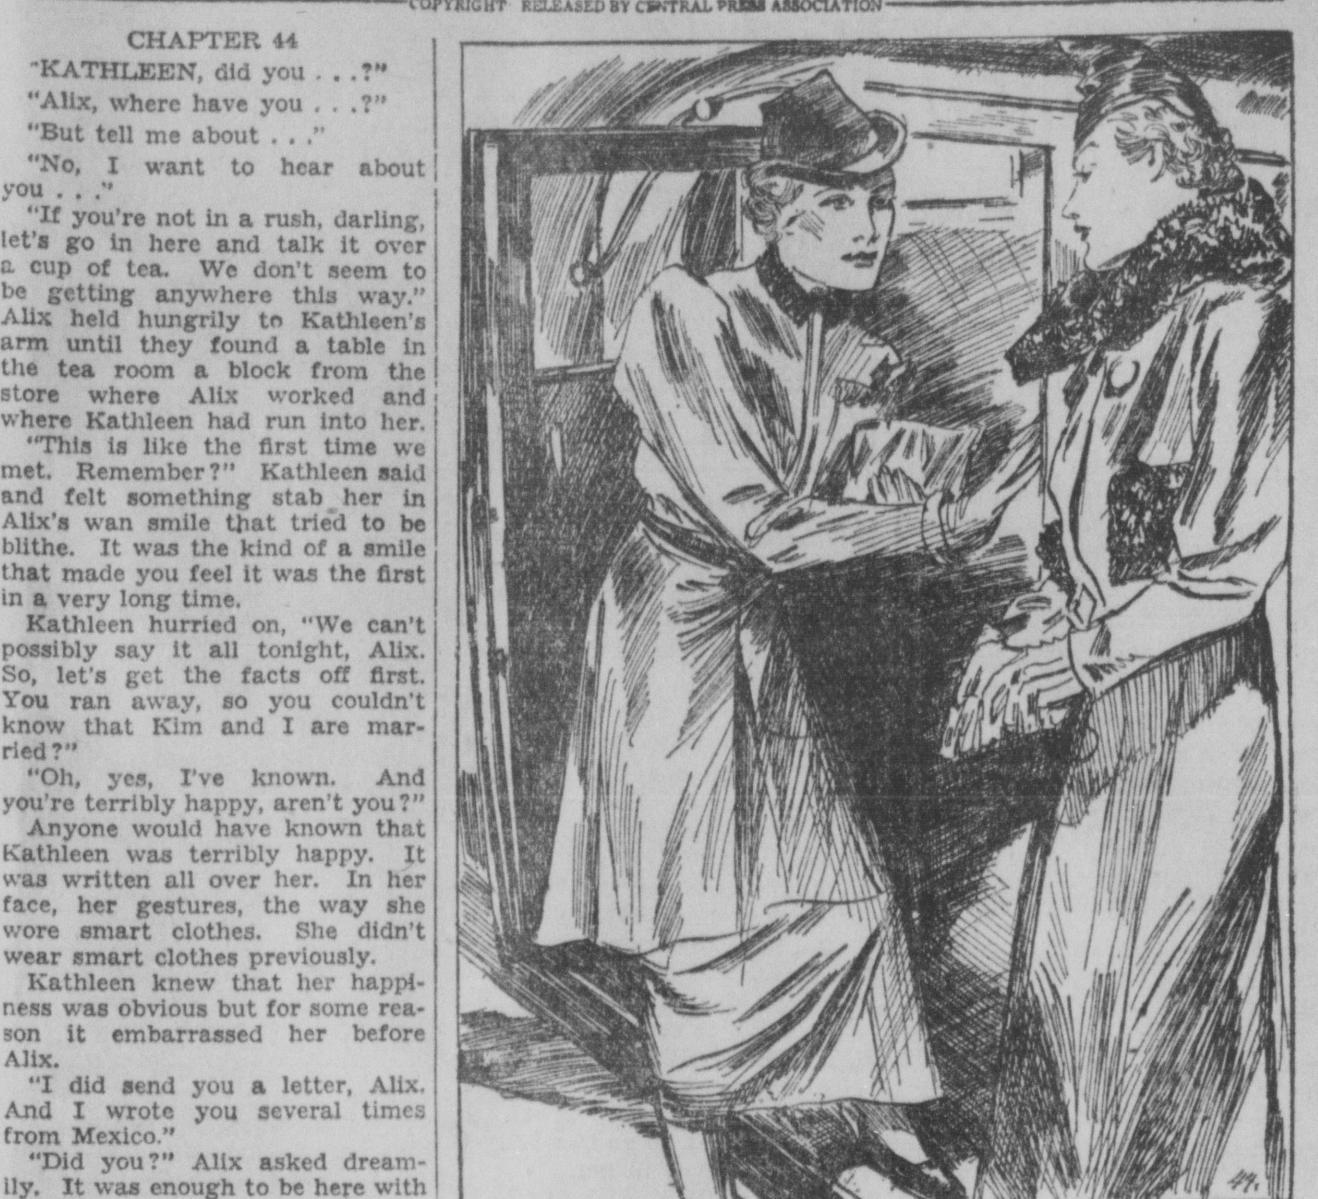 COPYRIGHT RELEASED BY CENTRAL PRESS ASSOCIATION
CHAPTER 44
"KATHLEEN, did you . . .?"
"Alix, where have you . . .?"
"But tell me about . . ."
"No, I want to hear about
you . . ."
"If you're not in a rush, darling,
let's go in here and talk it over
a cup of tea. We don't seem to
be getting anywhere this way."
Alix held hungrily to Kathleen's
arm until they found a table in
the tea room a block from the
store where Alix worked and
where Kathleen had run into her.
"This is like the first time we
met. Remember?" Kathleen said
and felt something stab her in
Alix's wan smile that tried to be
blithe. It was the kind of a smile
that made you feel it was the first
in a very long time.
Kathleen hurried on, "We can't
possibly say it all tonight, Alix.
So, let's get the facts off first.
You ran away, so you couldn't
know that Kim and I are mar-
ried?"
"Oh, yes, I've known. And
you're terribly happy, aren't you?"
Anyone would have known that
Kathleen was terribly happy. It
was written all over her. In her
face, her gestures, the way she
wore smart clothes. She didn't
wear smart clothes previously.
Kathleen knew that her happi-
ness was obvious but for some rea-
son it embarrassed her before
Alix.
"I did send you a letter, Alix.
And I wrote you several times
from Mexico."
"Did you?" Alix asked dream-
ily. It was enough to be here with
44.